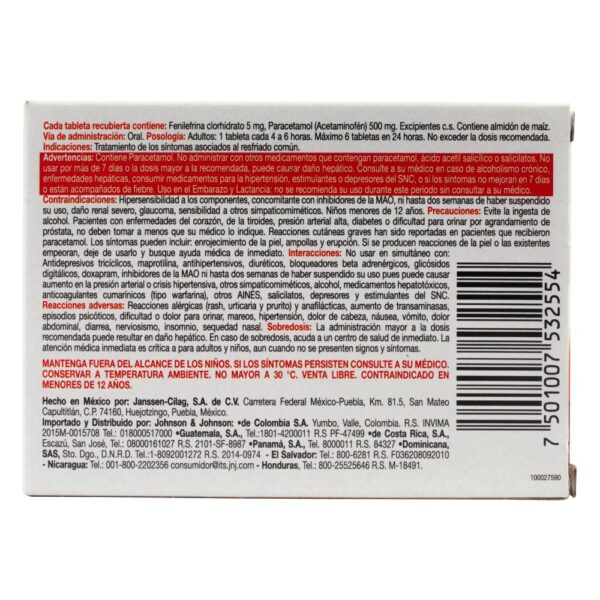 Cada tableta recubierta contiene: Fenilefrina clorhidrato 5 mg, Paracetamol (Acetaminofén) 500 mg. Excipientes c.s. Contiene almidón de maíz.
Vía de administración: Oral. Posología: Adultos: 1 tableta cada 4 a 6 horas. Máximo 6 tabletas en 24 horas. No exceder la dosis recomendada.
Indicaciones: Tratamiento de los síntomas asociados al resfriado común.
Advertencias: Contiene Paracetamol. No administrar con otros medicamentos que contengan paracetamol, ácido acetil salicílico o salicilatos. No
usar por mas de 7 días o la dosis mayor a la recomendada, puede causar daño hepático. Consulte a su médico en caso de alcoholismo crónico,
enfermedades hepáticas, consume medicamentos para la hipertensión, estimulantes o depresores del SNC. o si los síntomas no mejoran en 7 días
o están acompañados de fiebre. Uso en el Embarazo y Lactancia: no se recomienda su uso durante este periodo sin consultar a su médico.
Contraindicaciones: Hipersensibilidad a los componentes, concomitante con inhibidores de la MAO, ni hasta dos semanas de haber suspendido
su uso, daño renal severo, glaucoma, sensibilidad a otros simpaticomiméticos. Niños menores de 12 años. Precauciones: Evite la ingesta de
alcohol. Pacientes con enfermedades del corazón, de la tiroides, presión arterial alta, diabetes o dificultad para orinar por agrandamiento de
próstata, no deben tomar a menos que su médico lo indique. Reacciones cutáneas graves han sido reportadas en pacientes que recibieron
paracetamol. Los síntomas pueden incluir: enrojecimiento de la piel, ampollas y erupción. Si se producen reacciones de la piel o las existentes
empeoran, deje de usarlo y busque ayuda médica de inmediato. Interacciones: No usar en simultáneo con:
Antidepresivos tricíclicos, maprotilina, antihipertensivos, diuréticos, bloqueadores beta adrenérgicos, glicósidos
digitálicos, doxapram, inhibidores de la MAO ni hasta dos semanas de haber suspendido su uso pues puede causar
aumento en la presión arterial o crisis hipertensiva, otros simpaticomiméticos, alcohol, medicamentos hepatotóxicos,
anticoagulantes cumarínicos (tipo warfarina), otros AINES, salicilatos, depresores y estimulantes del SNC.
Reacciones adversas: Reacciones alérgicas (rash, urticaria y prurito) y anafilácticas, aumento de transaminasas,
episodios psicóticos, dificultad o dolor para orinar, mareos, hipertensión, dolor de cabeza, náusea, vómito, dolor
abdominal, diarrea, nerviosismo, insomnio, sequedad nasal. Sobredosis: La administración mayor a la dosis
recomendada puede resultar en daño hepático. En caso de sobredosis, acuda a un centro de salud de inmediato. La
atención médica inmediata es crítica para adultos y niños, aun cuando no se presenten signos y síntomas.
MANTENGA FUERA DEL ALCANCE DE LOS NIÑOS. SI LOS SÍNTOMAS PERSISTEN CONSULTE A SU MÉDICO.
CONSERVAR A TEMPERATURA AMBIENTE. NO MAYOR A 30 °C. VENTA LIBRE. CONTRAINDICADO EN
MENORES DE 12 AÑOS.
Hecho en México por: Janssen-Cilag, S.A. de C.V. Carretera Federal México-Puebla, Km. 81.5, San Mateo
Capultitlán, C.P. 74160, Huejotzingo, Puebla, México.
Importado y Distribuido por: Johnson & Johnson: •de Colombia S.A. Yumbo, Valle, Colombia. R.S. INVIMA
2015M-0015708 Tel.: 018000517000 •Guatemala, S.A., Tel.:1801-4200011 R.S PF-47499 •de Costa Rica, S.A.,
Escazú, San José, Tel.: 08000161027 R.S. 2101-SF-8987 •Panamá, S.A., Tel. 8000011 R.S. 84327 •Dominicana,
SAS, Sto. Dgo., D.N.R.D. Tel.:1-8092001272 R.S. 2014-0974 - El Salvador: Tel.: 800-6281 R.S. F036208092010
- Nicaragua: Tel.: 001-800-2202356 consumidor@its.jnj.com - Honduras, Tel.: 800-25525646 R.S. M-18491.
7 501007 532554
100027590